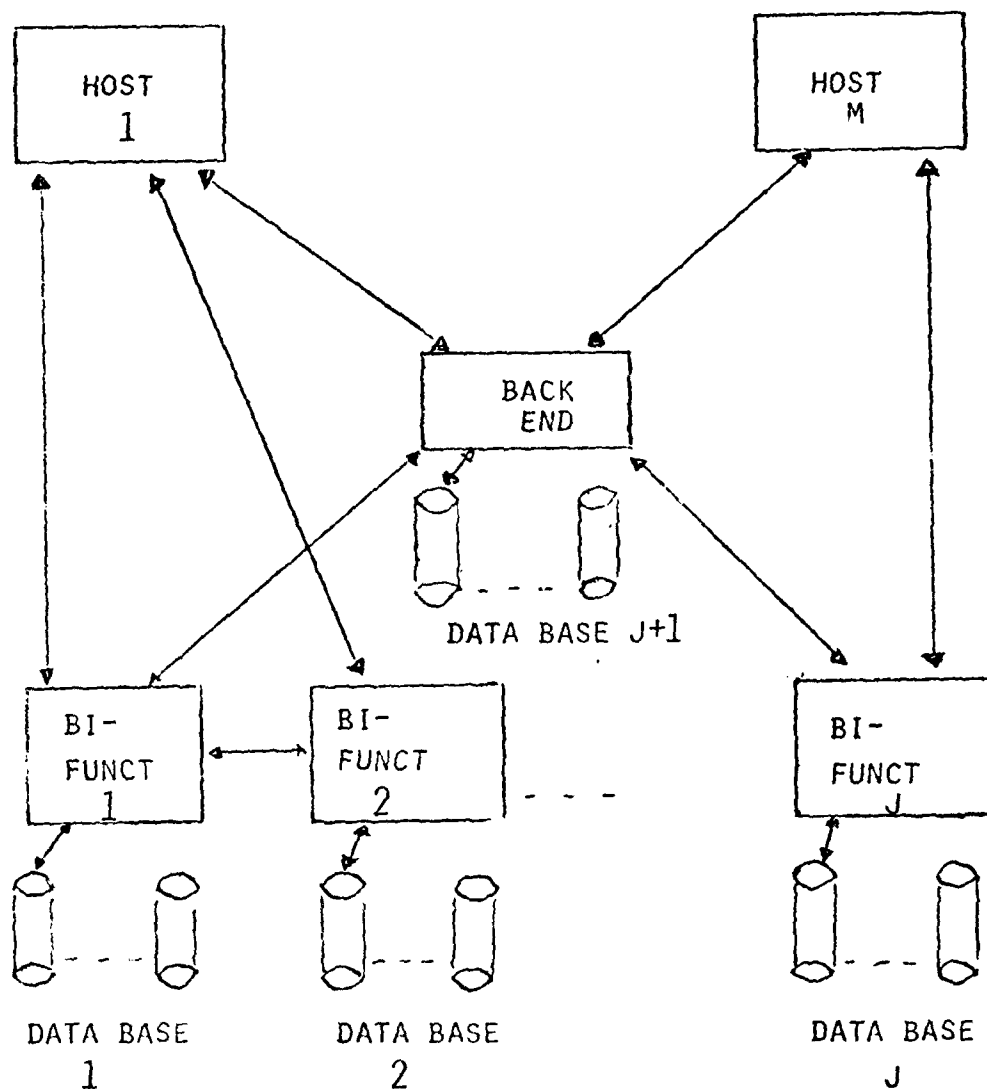 HOST
1
HOST
M
BACK
END
DATA BASE J+1
BI-
FUNCT
1
BI-
FUNCT
2
BI-
FUNCT
J
DATA BASE
1
DATA BASE
2
DATA BASE
J